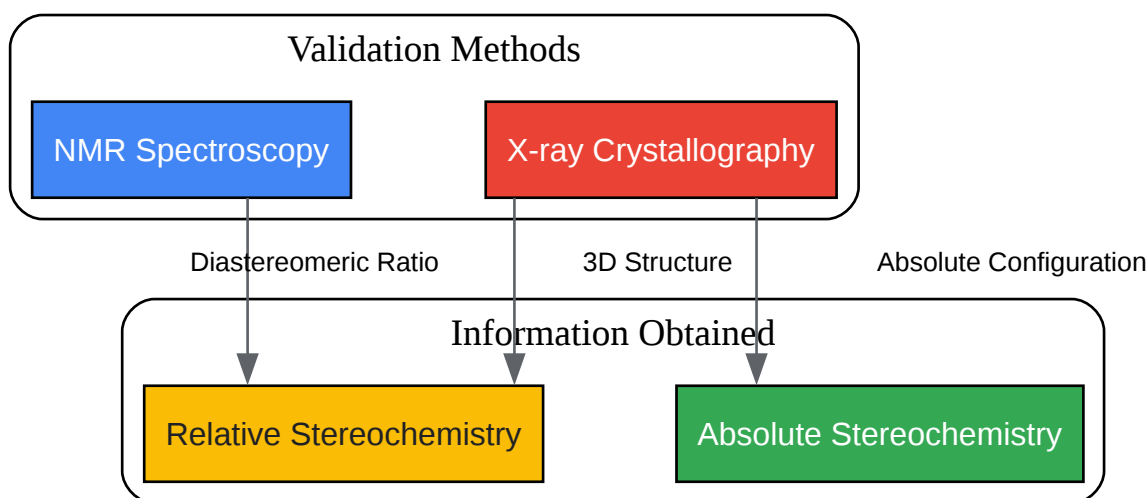 Validation Methods
NMR Spectroscopy
X-ray Crystallography
Diastereomeric Ratio
3D Structure
Absolute Configuration
Information Obtained
Relative Stereochemistry
Absolute Stereochemistry